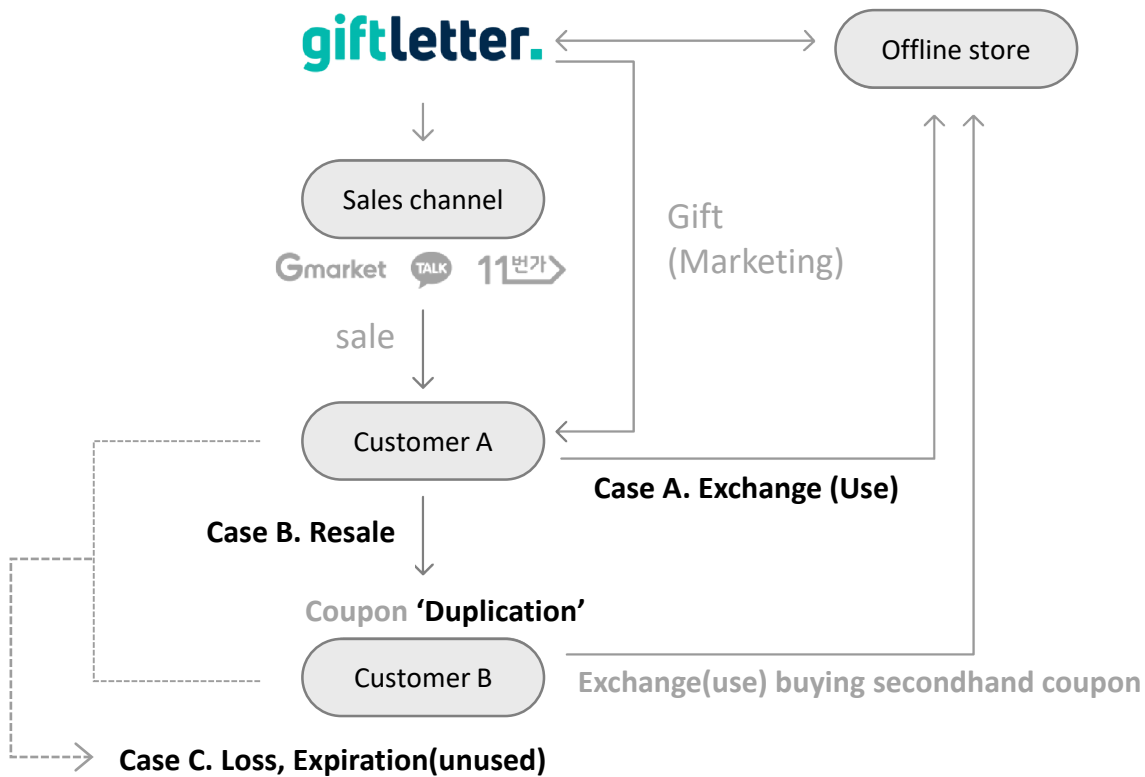 giftletter.
Offline store
Sales channel
Gmarket TALK 11번가
Gift
(Marketing)
sale
Customer A
Case A. Exchange (Use)
Case B. Resale
Coupon ‘Duplication’
Customer B
Exchange(use) buying secondhand coupon
Case C. Loss, Expiration(unused)